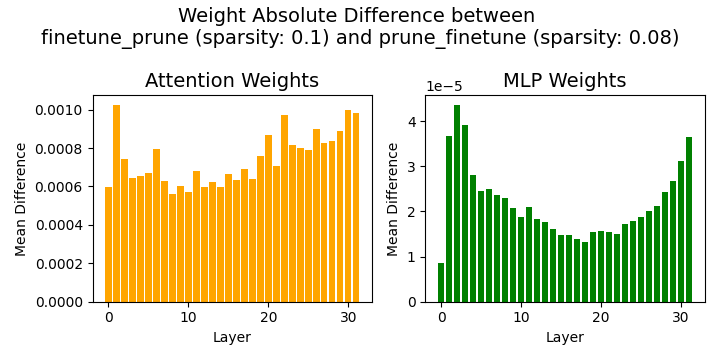 Weight Absolute Difference between
finetune_prune (sparsity: 0.1) and prune_finetune (sparsity: 0.08)
Attention Weights
Mean Difference
0.0010
0.0008
0.0006
0.0004
0.0002
0.0000
0 10 20 30
Layer
MLP Weights
1e−5
Mean Difference
4
3
2
1
0
0 10 20 30
Layer